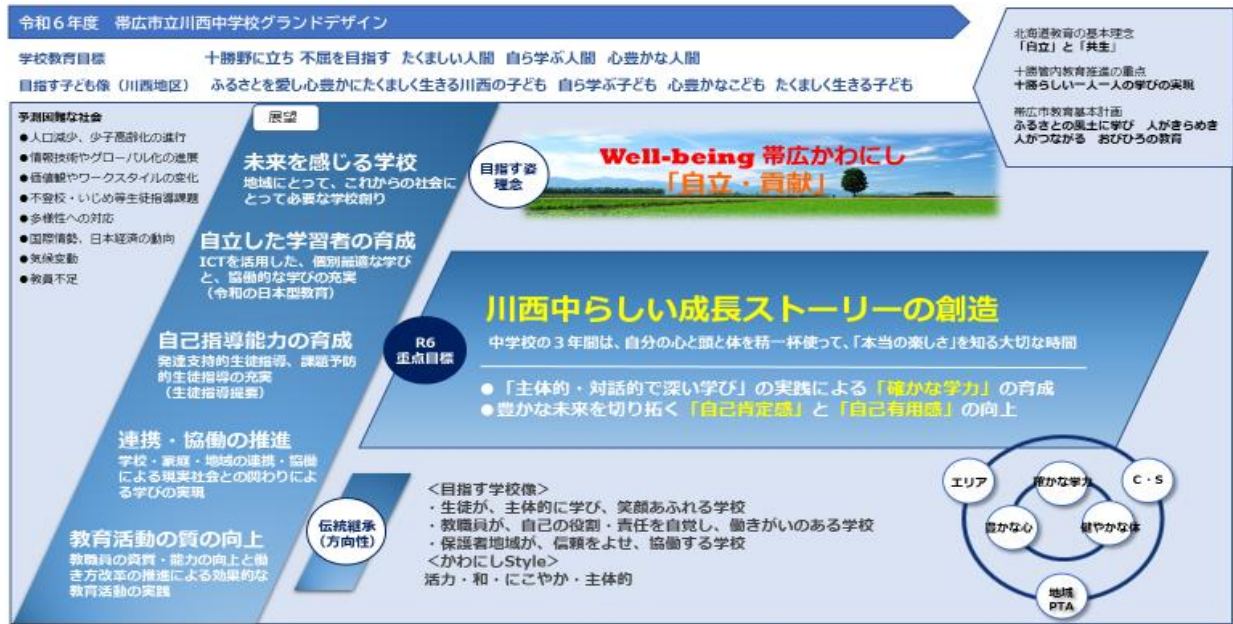 令和６年度　帯広市立川西中学校グランドデザイン
学校教育目標　十勝野に立ち 不屈を目指す たくましい人間 自ら学ぶ人間 心豊かな人間
目指す子ども像（川西地区）　ふるさとを愛し心豊かにたくましく生きる川西の子ども 自ら学ぶ子ども 心豊かなこども たくましく生きる子ども
北海道教育の基本理念
「自立」と「共生」
十勝管内教育推進の重点
十勝らしい一人一人の学びの実現
帯広市教育基本計画
ふるさとの風土に学び 人がきらめき
人がつながる おびひろの教育
予測困難な社会
●人口減少、少子高齢化の進行
●情報技術やグローバル化の進展
●価値観やワークスタイルの変化
●不登校・いじめ等生徒指導課題
●多様性への対応
●国際情勢、日本経済の動向
●気候変動
●教員不足
展望
未来を感じる学校
地域にとって、これからの社会に
とって必要な学校創り
自立した学習者の育成
ICTを活用した、個別最適な学び
と、協働的な学びの充実
（令和の日本型教育）
自己指導能力の育成
発達支持的生徒指導、課題予防
的生徒指導の充実
（生徒指導提要）
連携・協働の推進
学校・家庭・地域の連携・協働
による現実社会との関わりによ
る学びの実現
教育活動の質の向上
教職員の資質・能力の向上と働
き方改革の推進による効果的な
教育活動の実践
目指す姿
理念
Well-being 帯広かわにし
「自立・貢献」
R6
重点目標
川西中らしい成長ストーリーの創造
中学校の３年間は、自分の心と頭と体を精一杯使って、「本当の楽しさ」を知る大切な時間
●「主体的・対話的で深い学び」の実践による「確かな学力」の育成
●豊かな未来を切り拓く「自己肯定感」と「自己有用感」の向上
伝統継承
（方向性）
＜目指す学校像＞
・生徒が、主体的に学び、笑顔あふれる学校
・教職員が、自己の役割・責任を自覚し、働きがいのある学校
・保護者地域が、信頼をよせ、協働する学校
＜かわにしStyle＞
活力・和・にこやか・主体的
エリア
確かな学力
C・S
豊かな心
健やかな体
地域
PTA